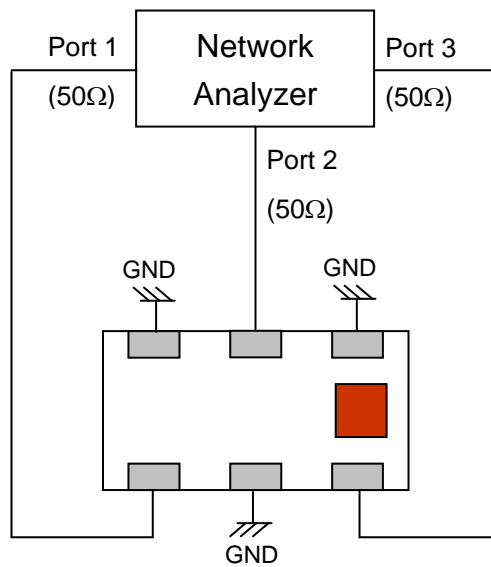 Port 1
Network
Analyzer
Port 3
(50Ω)
(50Ω)
Port 2
(50Ω)
GND
GND
GND